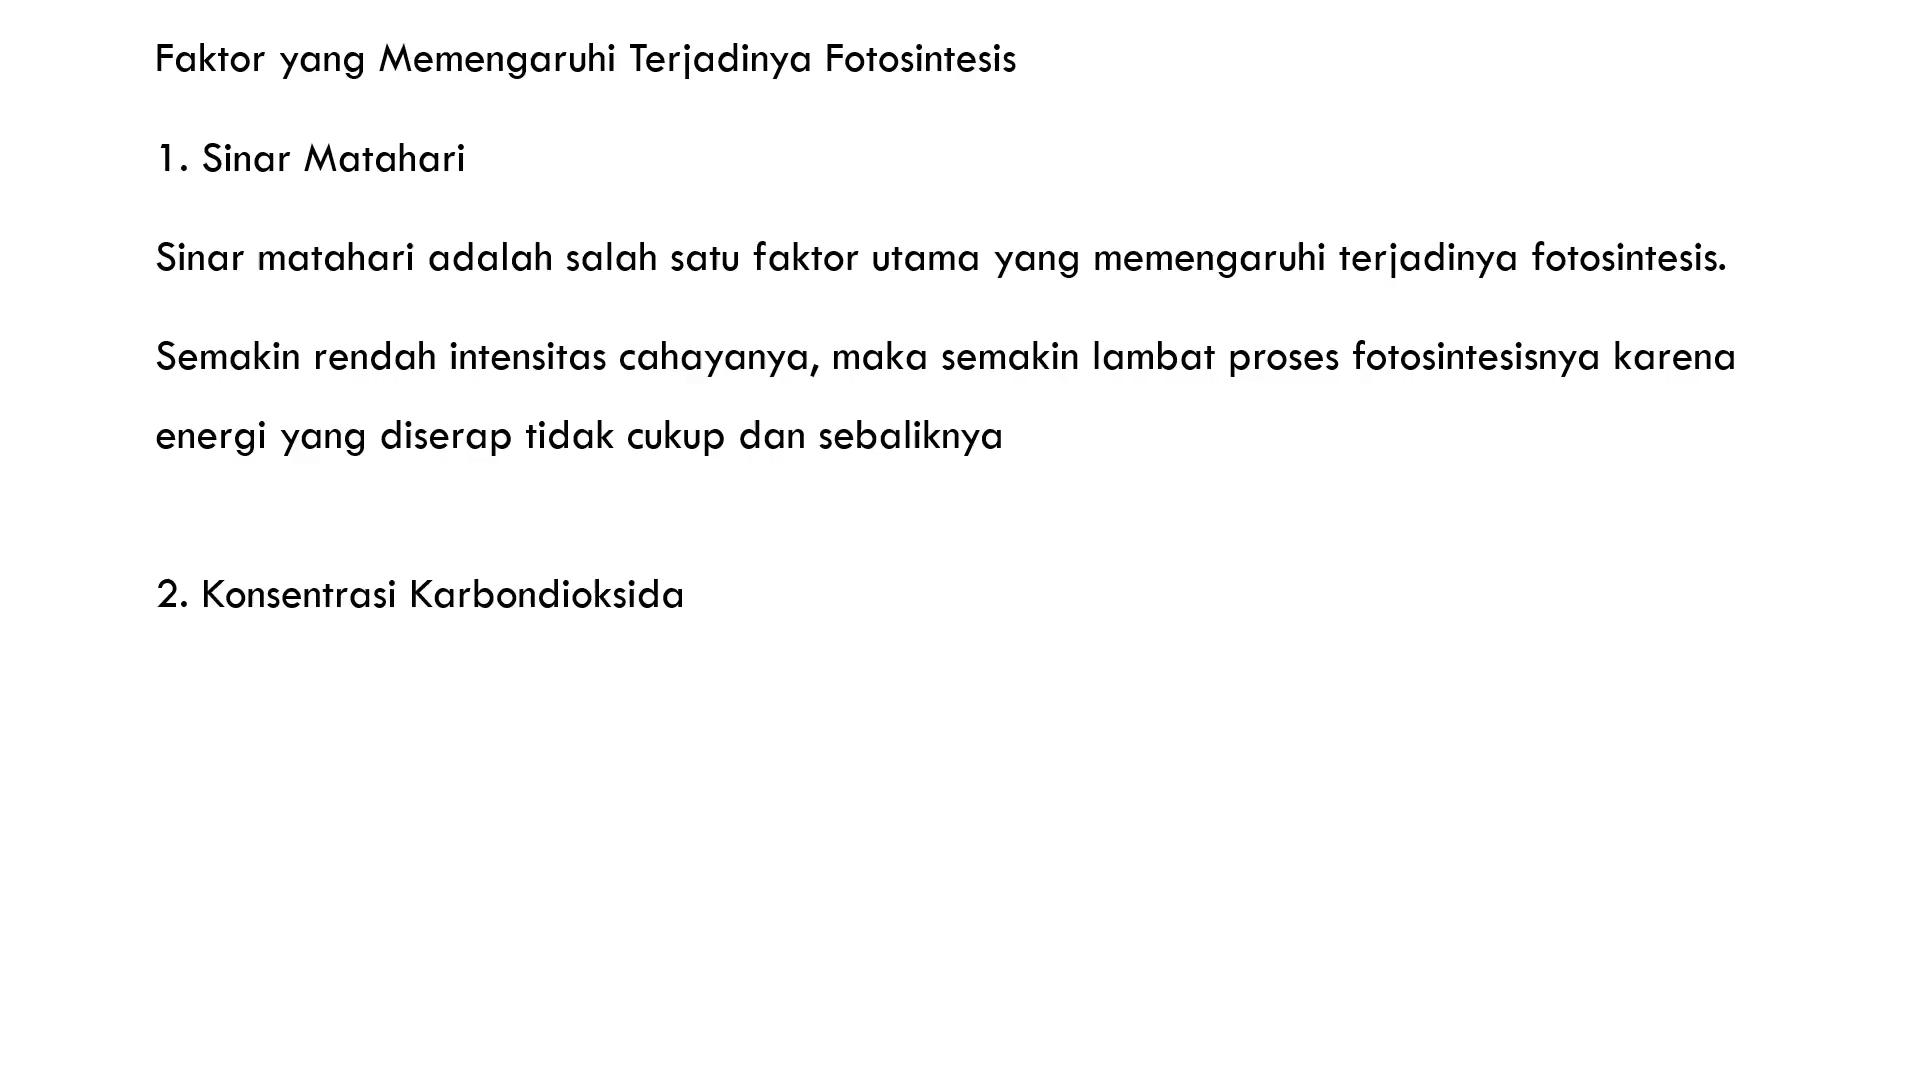 Faktor yang Memengaruhi Terjadinya Fotosintesis
1. Sinar Matahari
Sinar matahari adalah salah satu faktor utama yang memengaruhi terjadinya fotosintesis.
Semakin rendah intensitas cahayanya, maka semakin lambat proses fotosintesisnya karena
energi yang diserap tidak cukup dan sebaliknya
2. Konsentrasi Karbondioksida